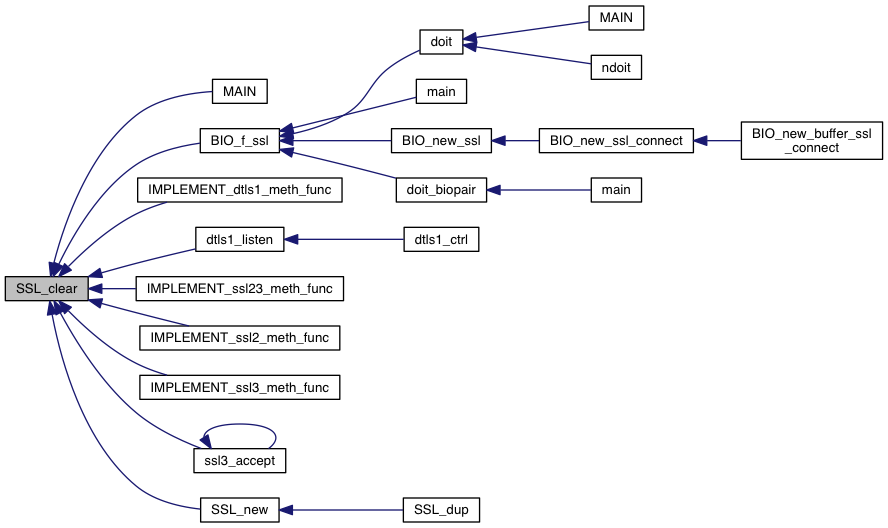 MAIN
doit
ndoit
MAIN
main
BIO_f_ssl
BIO_new_ssl
BIO_new_ssl_connect
BIO_new_buffer_ssl
_connect
IMPLEMENT_dtls1_meth_func
doit_biopair
main
dtls1_listen
dtls1_ctrl
SSL_clear
IMPLEMENT_ssl23_meth_func
IMPLEMENT_ssl2_meth_func
IMPLEMENT_ssl3_meth_func
ssl3_accept
SSL_new
SSL_dup